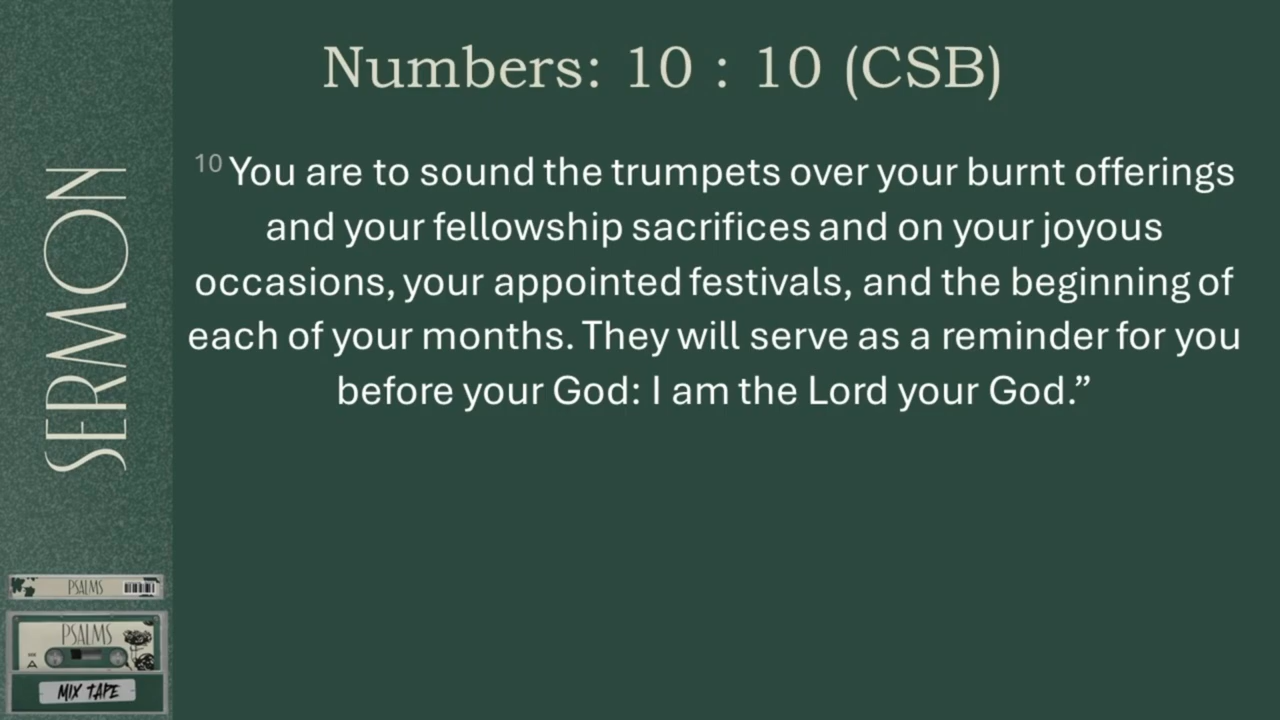 Numbers: 10 : 10 (CSB)
10 You are to sound the trumpets over your burnt offerings
and your fellowship sacrifices and on your joyous
occasions, your appointed festivals, and the beginning of
each of your months. They will serve as a reminder for you
before your God: I am the Lord your God.”
SERMON
PSALMS
PSALMS
A
MIX TAPE